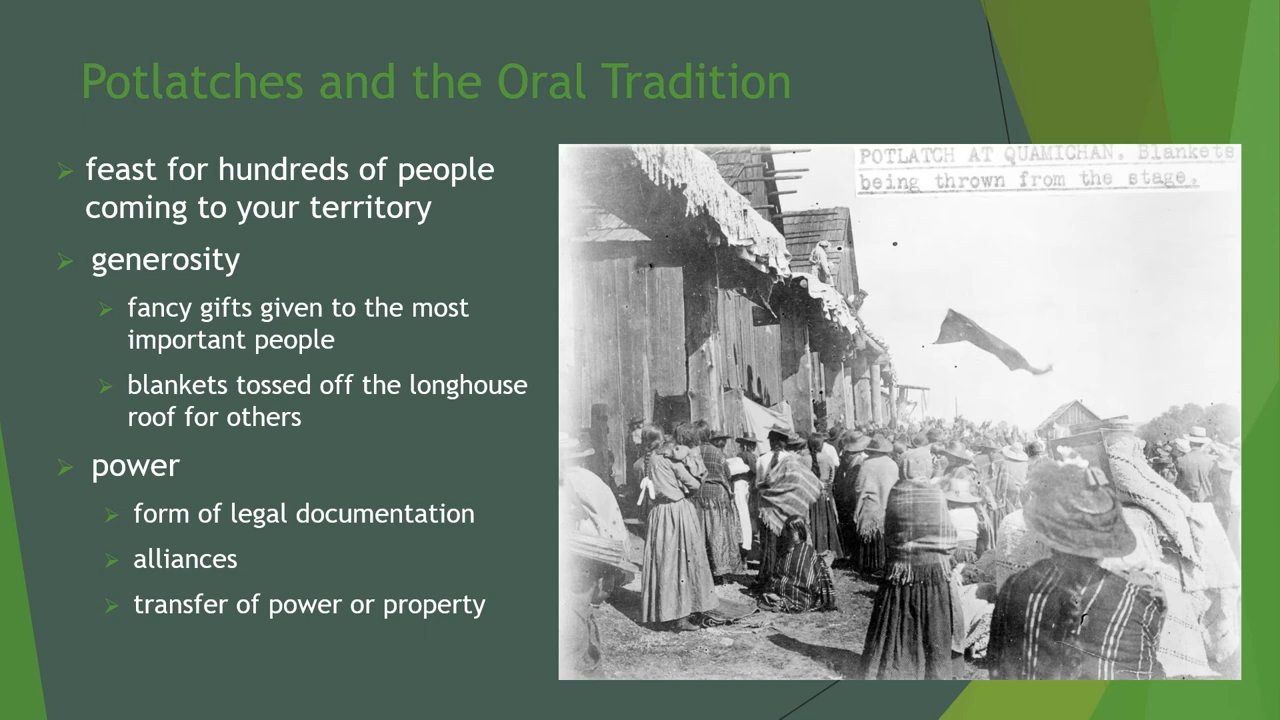 Potlatches and the Oral Tradition
feast for hundreds of people
coming to your territory
generosity
fancy gifts given to the most
important people
blankets tossed off the longhouse
roof for others
power
form of legal documentation
alliances
transfer of power or property
POTLATCH AT QUAMICHAN. Blankets
being thrown from the stage.